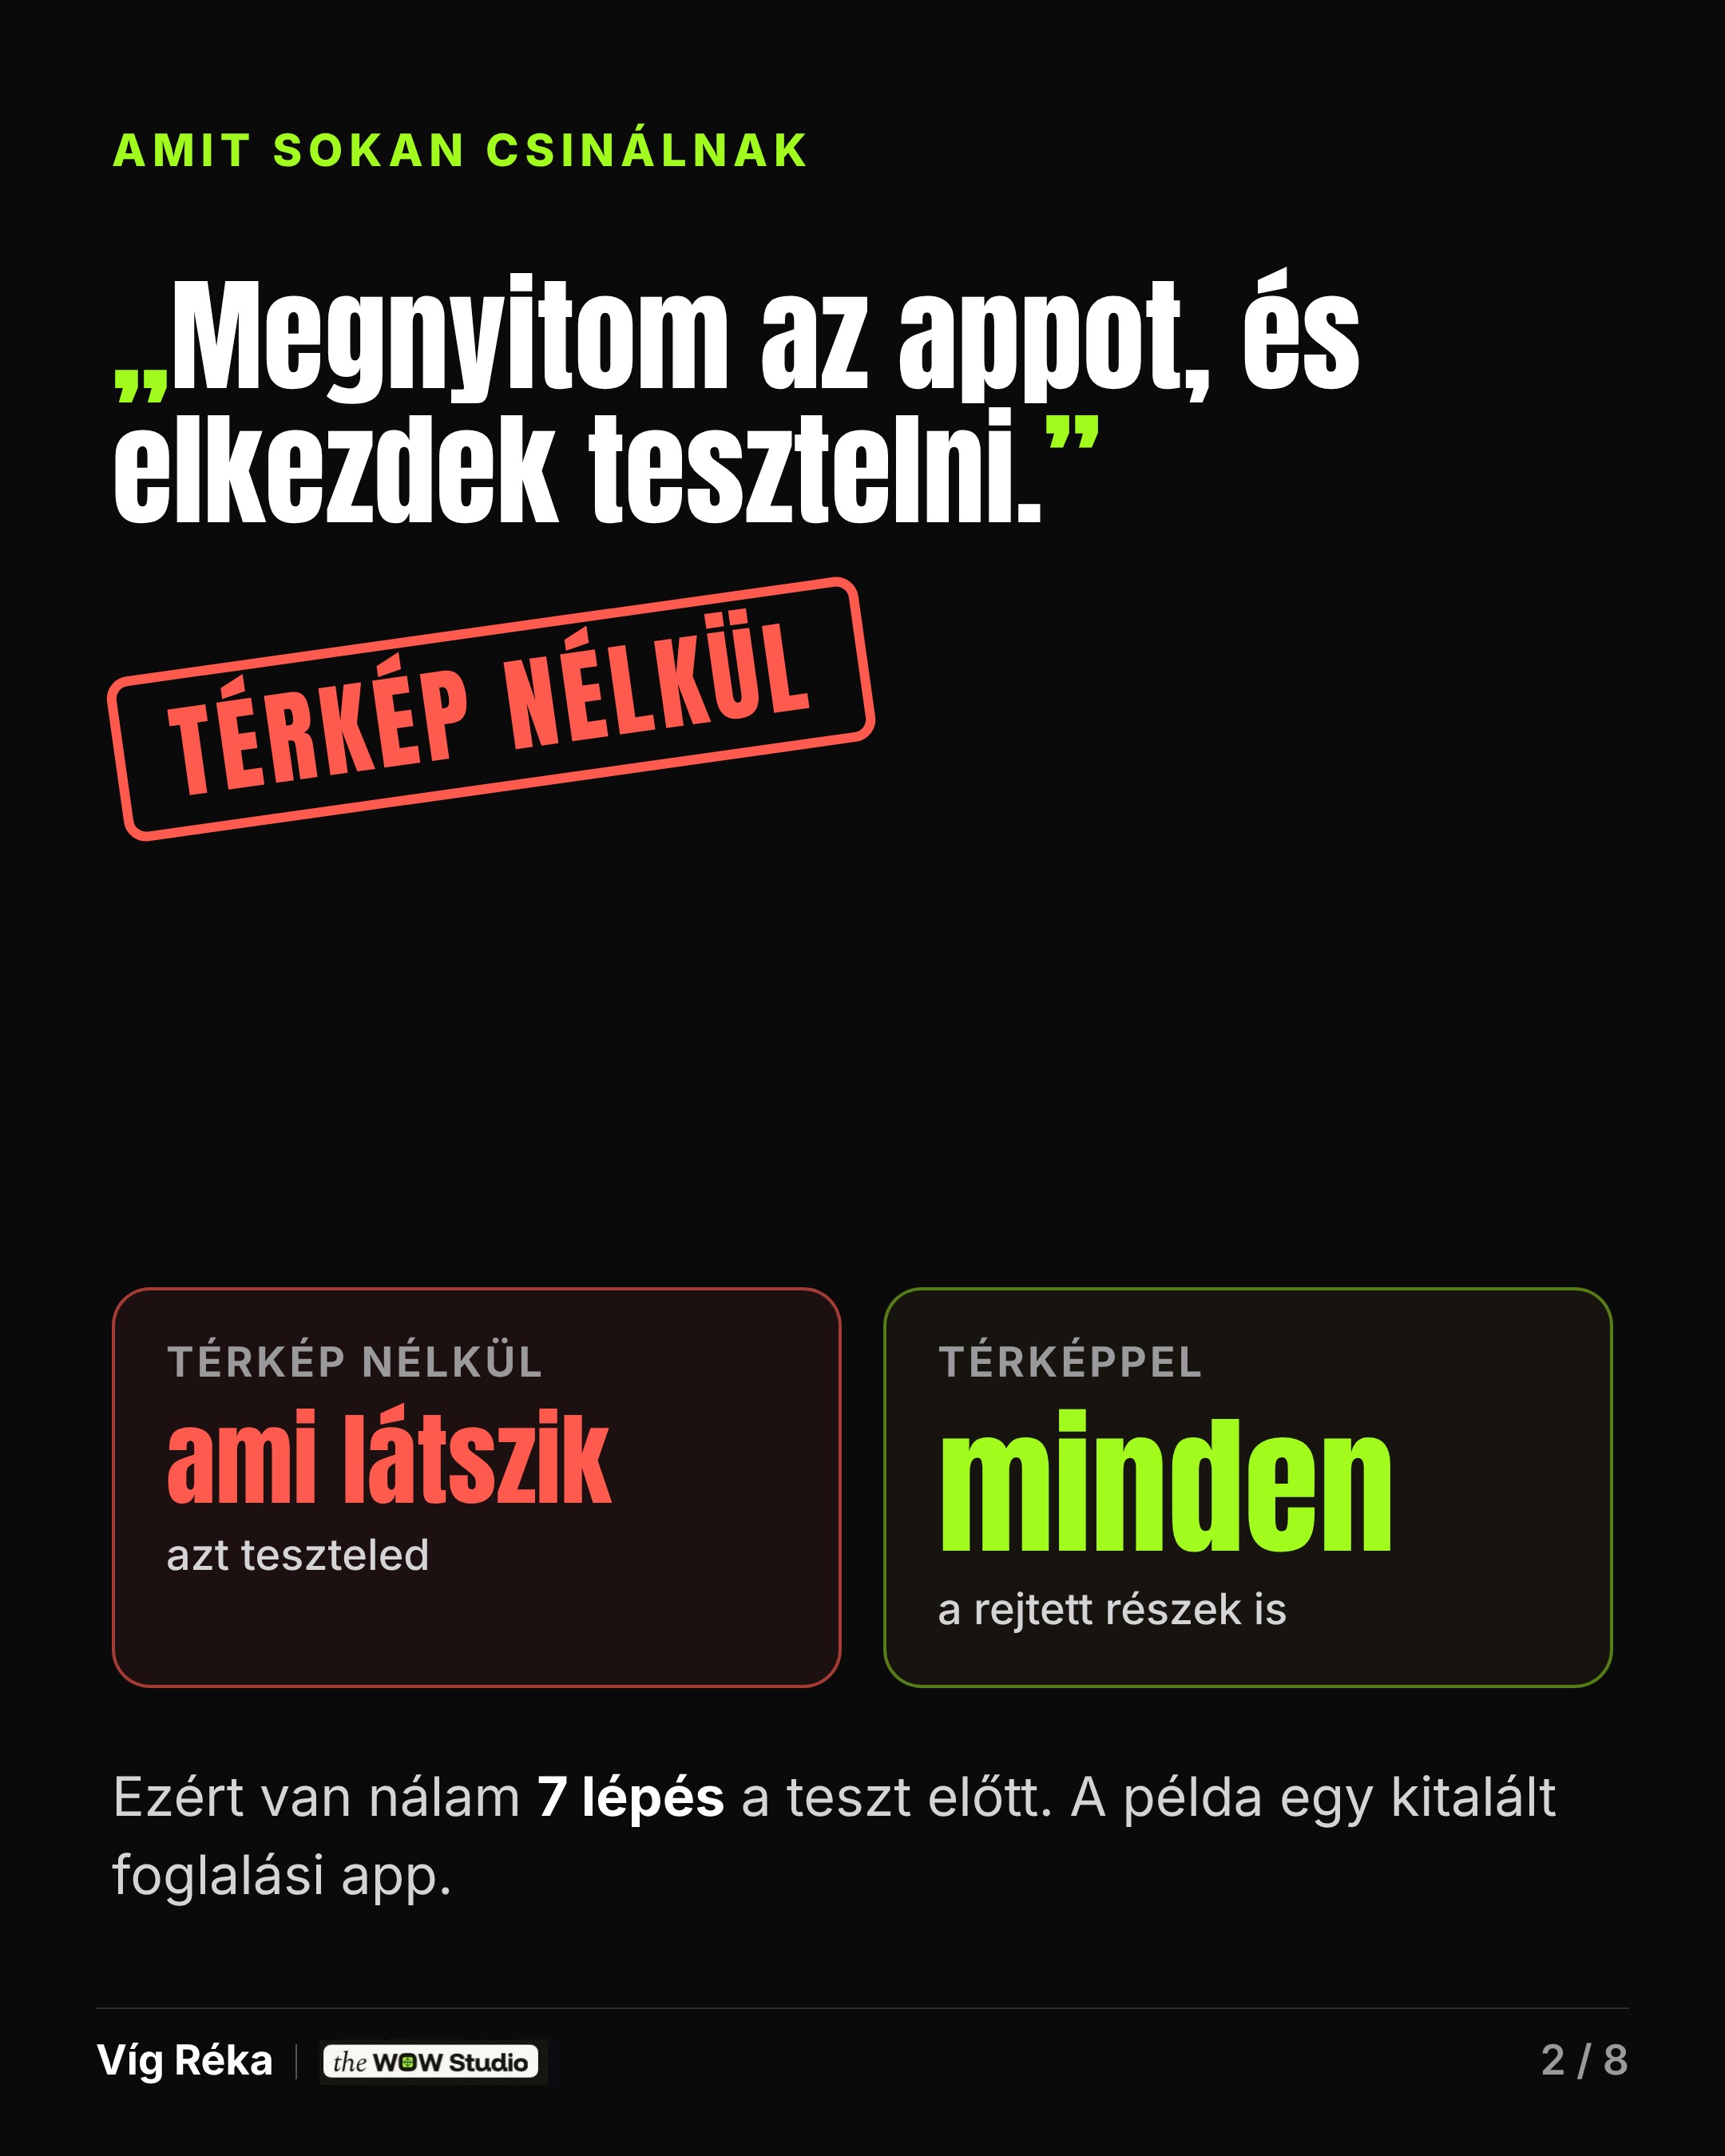 AMIT SOKAN CSINÁLNAK
„Megnyitom az appot, és
elkezdek tesztelni.”
TÉRKÉP NÉLKÜL
TÉRKÉP NÉLKÜL
ami látszik
azt teszteled
TÉRKÉPPEL
minden
a rejtett részek is
Ezért van nálam 7 lépés a teszt előtt. A példa egy kitalált
foglalási app.
Víg Réka
the WOW Studio
2 / 8